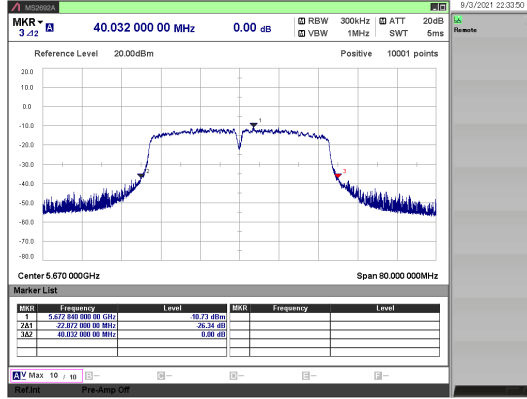 MS2692A
9/3/2021 22:33:50
MKR A 40.032 000 00 MHz 0.00 dB A RBW 300kHz A ATT 20dB
3 Δ2 A VBW 1MHz SWT 5ms
Remote
Reference Level 20.00dBm Positive 10001 points
20.0
10.0
0.0
-10.0
-20.0
-30.0
-40.0
-50.0
-60.0
-70.0
-80.0
1
2
3
Center 5.670 000GHz Span 80.000 000MHz
Marker List
MKR Frequency Level MKR Frequency Level
1 5.672 840 000 00 GHz -10.73 dBm
2Δ1 -22.872 000 00 MHz -26.34 dB
3Δ2 40.032 000 00 MHz 0.00 dB
A V Max 10 / 10 B -- C -- D -- E -- F --
Ref.Int Pre-Amp Off